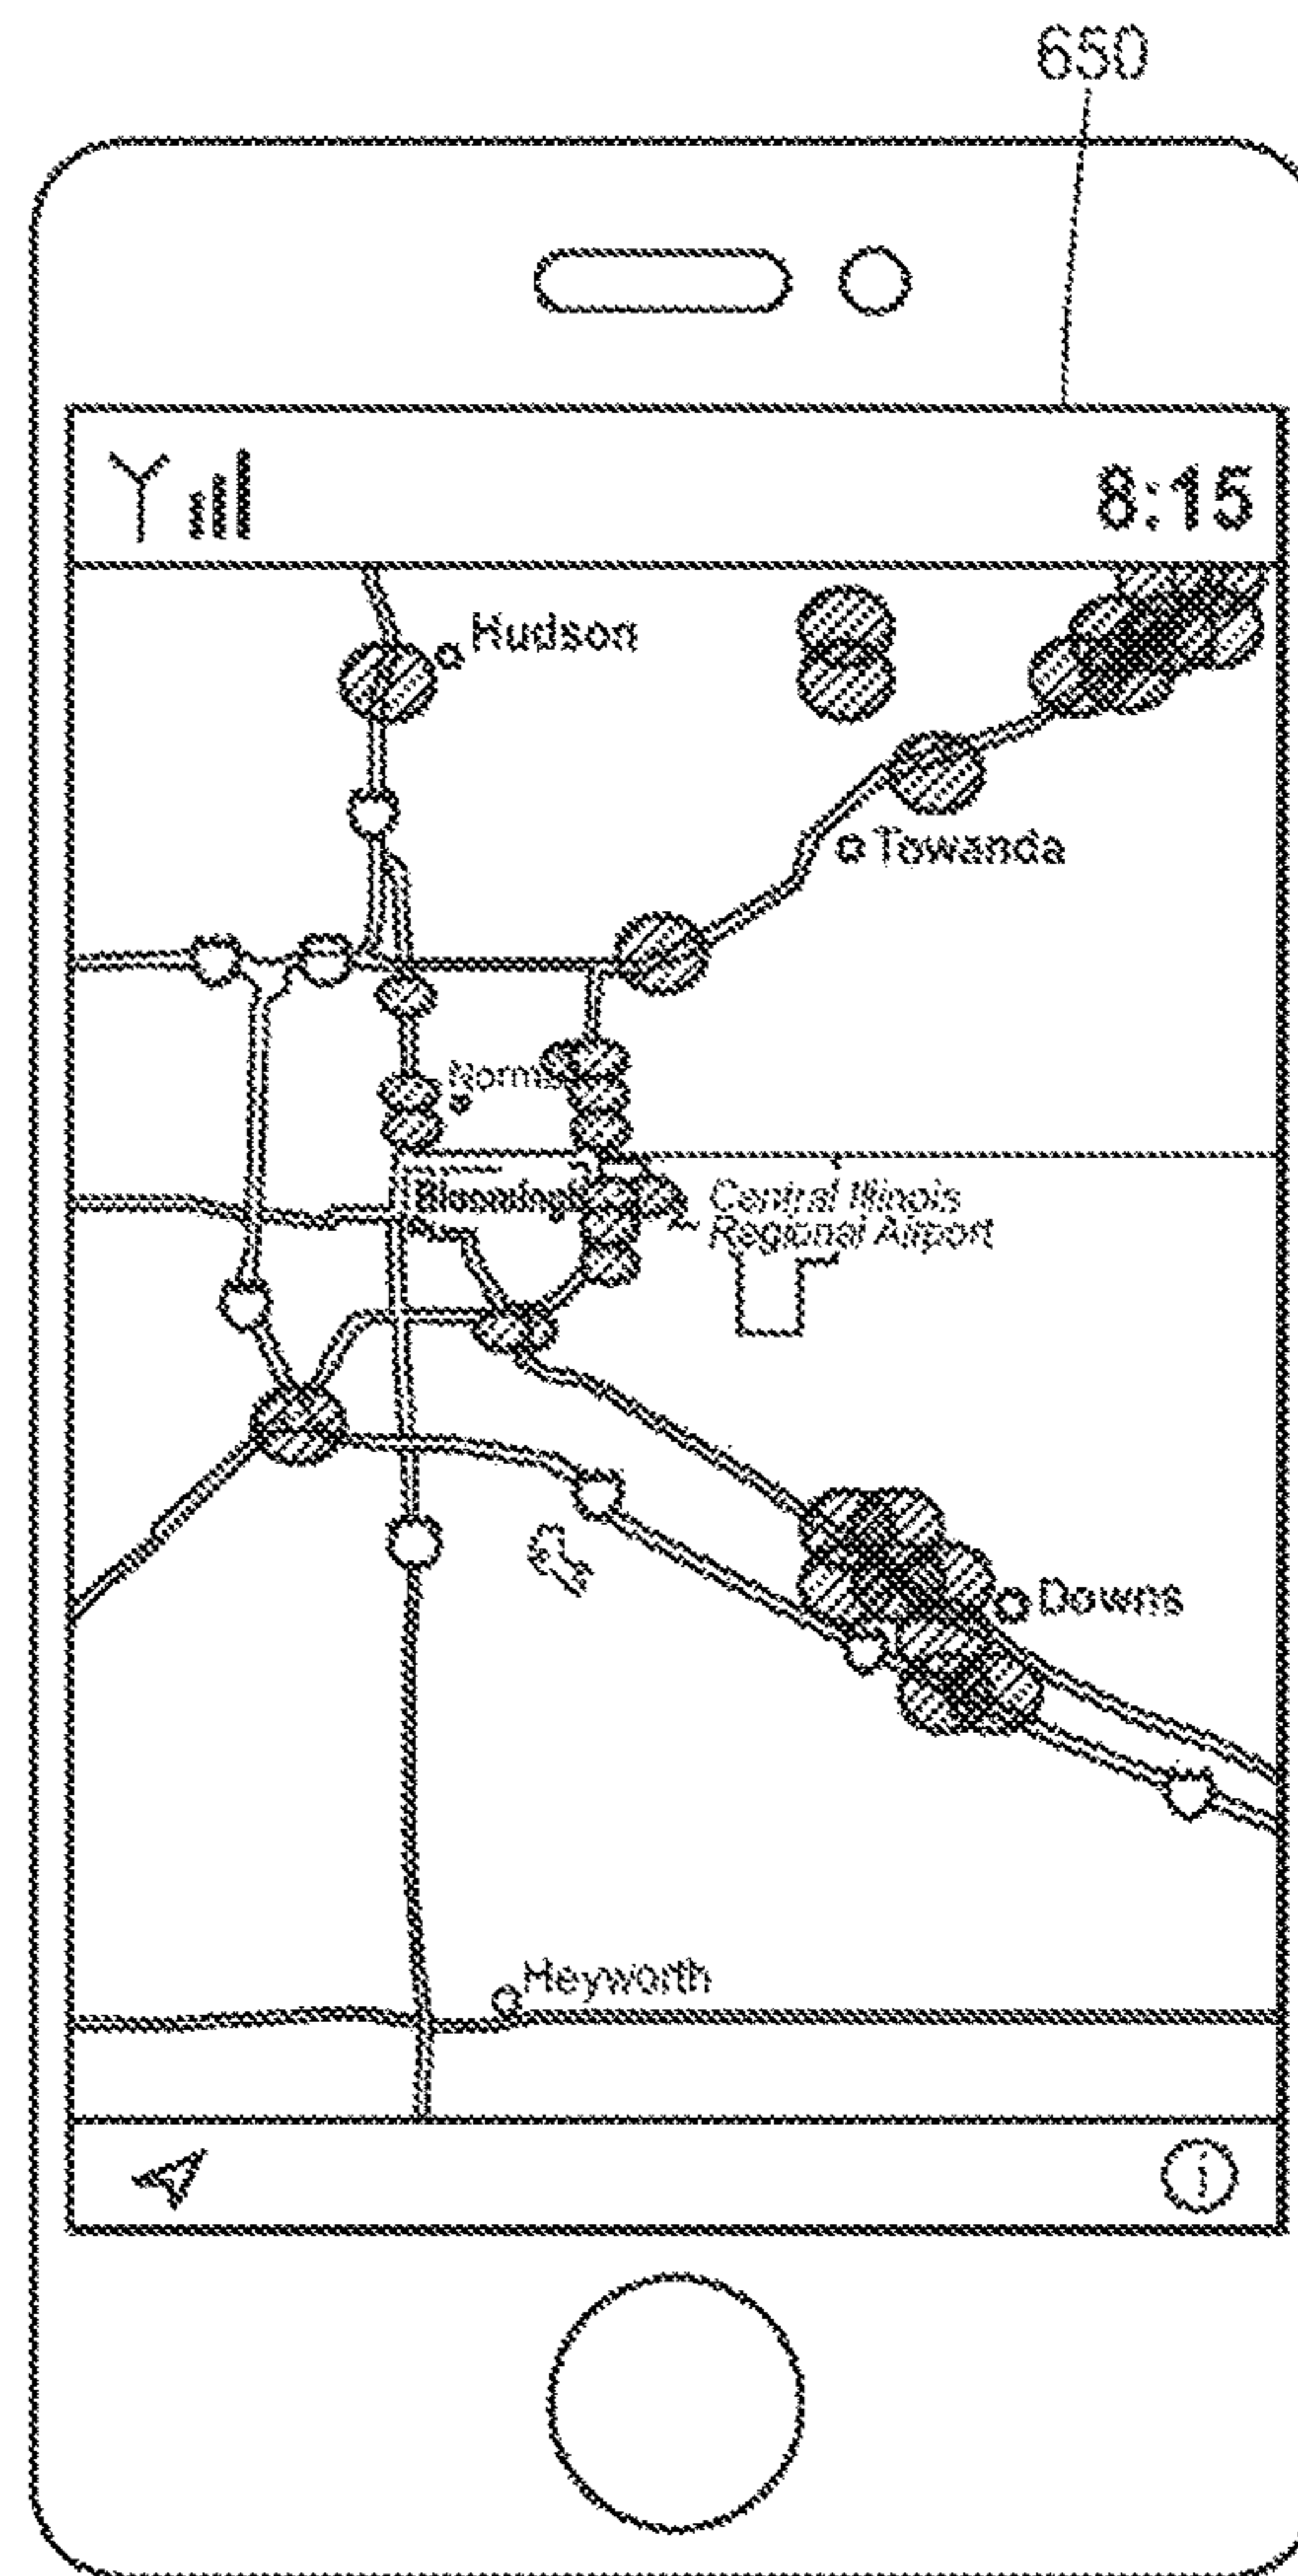 650
8:15
Hudson
Towanda
Central Illinois
Regional Airport
Downs
Heyworth
i